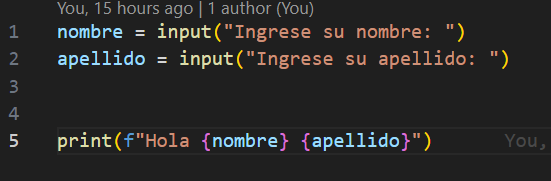 You, 15 hours ago | 1 author (You)
1 nombre = input("Ingrese su nombre: ")
2 apellido = input("Ingrese su apellido: ")
3
4
5 print(f"Hola {nombre} {apellido}") You,